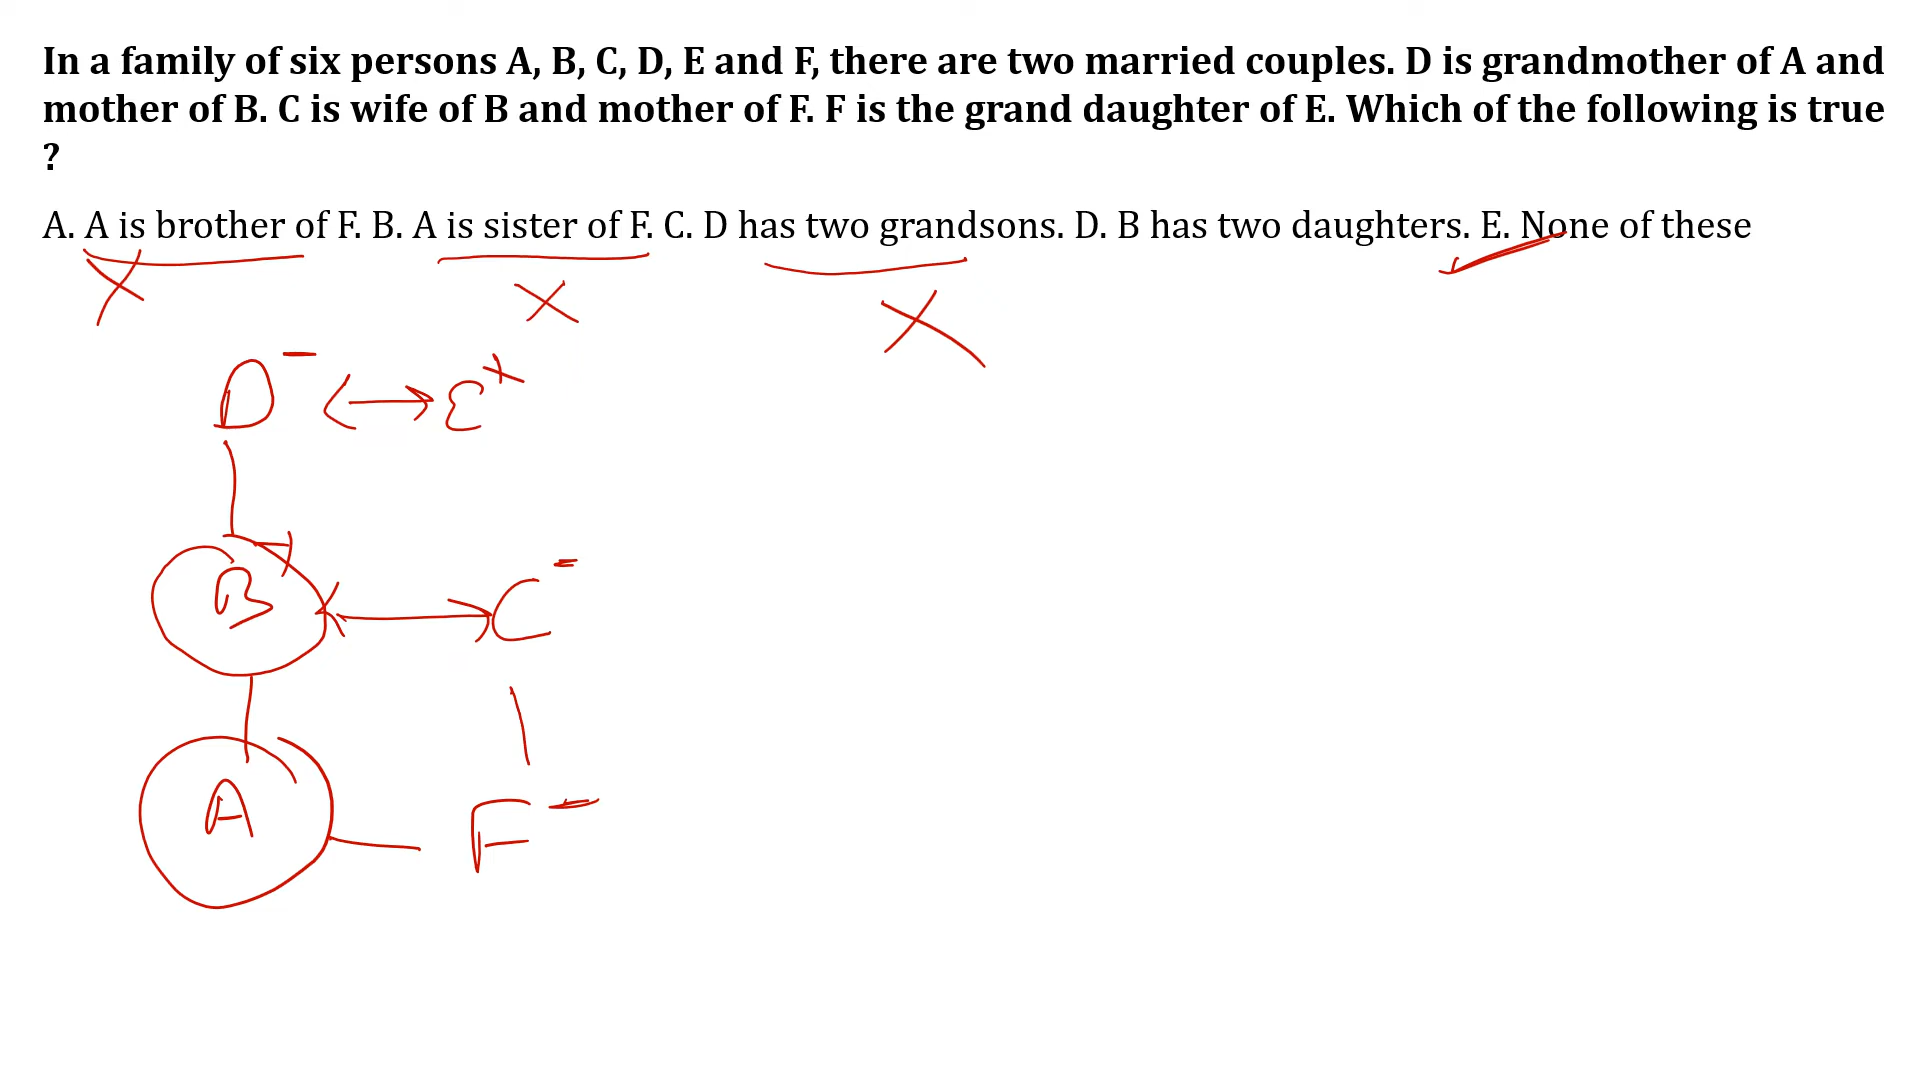 In a family of six persons A, B, C, D, E and F, there are two married couples. D is grandmother of A and
mother of B. C is wife of B and mother of F. F is the grand daughter of E. Which of the following is true
?
A. A is brother of F. B. A is sister of F. C. D has two grandsons. D. B has two daughters. E. None of these
D − ↔ E +
B + ↔ C −
A — F −